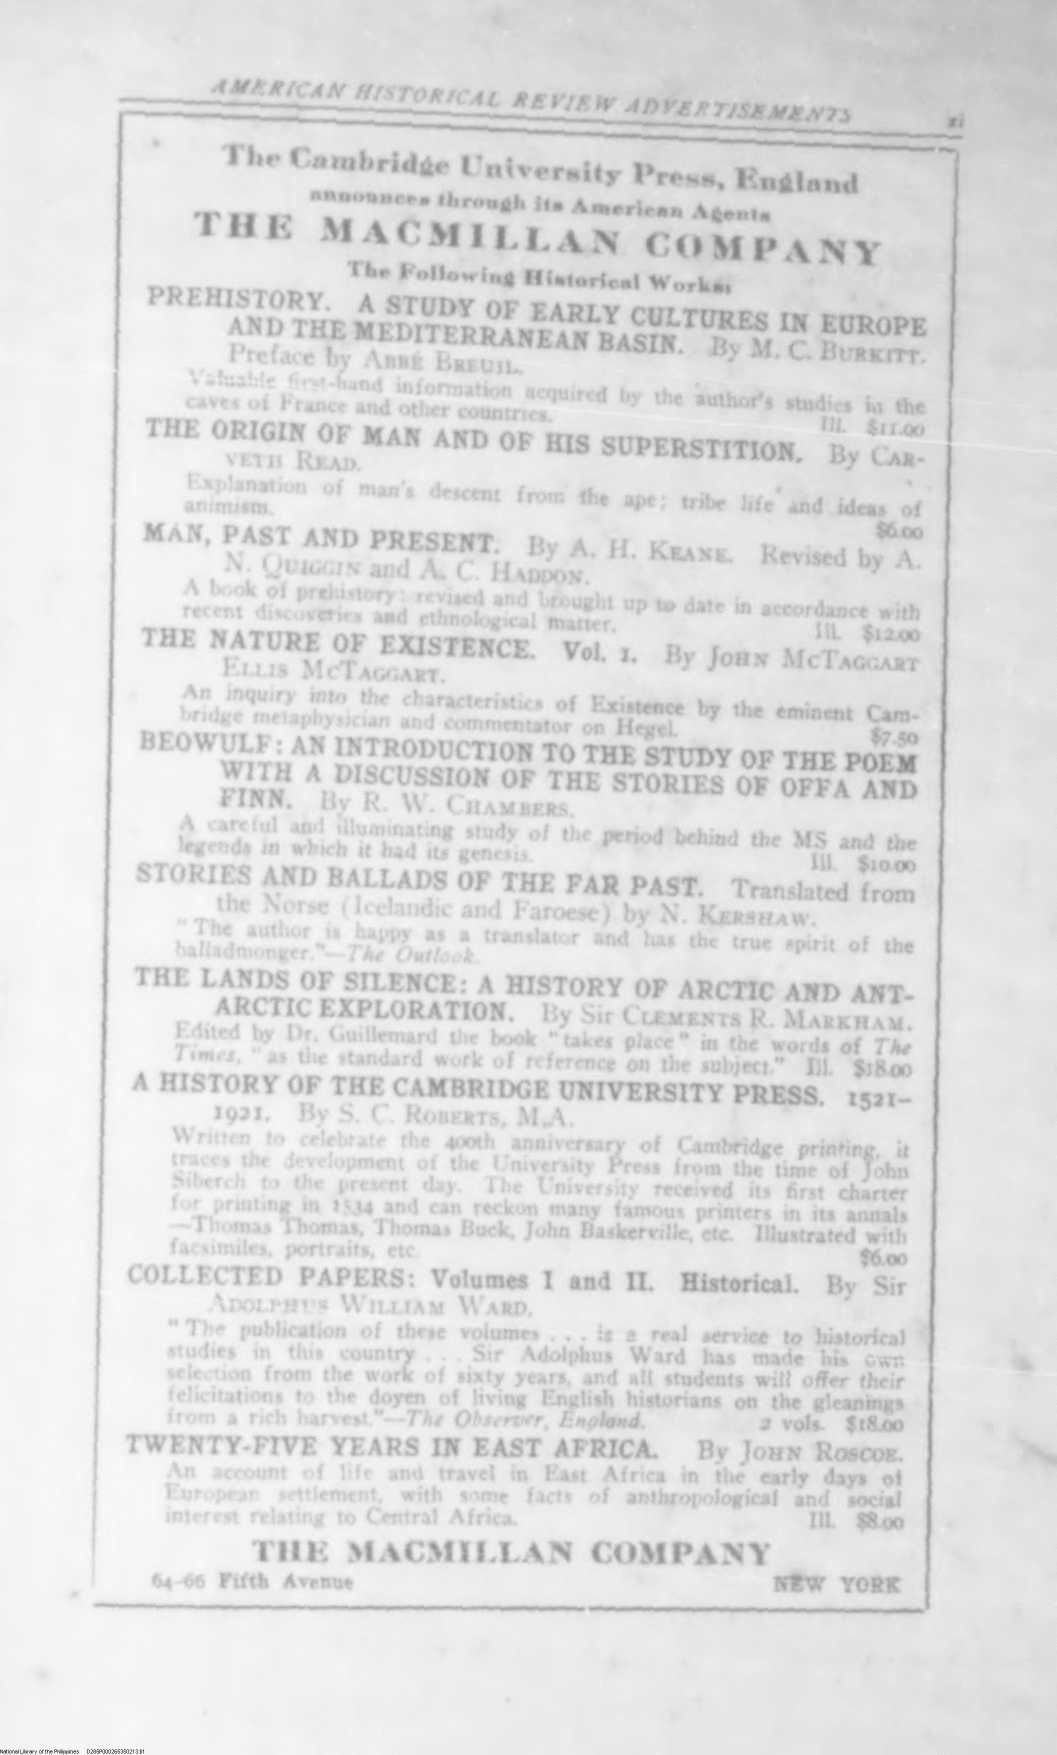 AMERICAN HISTORICAL REVIEW ADVERTISEMENTS xi
The Cambridge University Press, England
announces through its American Agents
THE MACMILLAN COMPANY
The Following Historical Works:
PREHISTORY. A STUDY OF EARLY CULTURES IN EUROPE
AND THE MEDITERRANEAN BASIN. By M. C. BURKITT.
Preface by ABBÉ BREUIL.
Valuable first-hand information acquired by the author's studies in the
caves of France and other countries. Ill. $11.00
THE ORIGIN OF MAN AND OF HIS SUPERSTITION. By CAR-
VETH READ.
Explanation of man's descent from the ape; tribe life and ideas of
animism. $6.00
MAN, PAST AND PRESENT. By A. H. KEANE. Revised by A.
N. QUIGGIN and A. C. HADDON.
A book of prehistory: revised and brought up to date in accordance with
recent discoveries and ethnological matter. Ill. $12.00
THE NATURE OF EXISTENCE. Vol. 1. By JOHN MCTAGGART
ELLIS MCTAGGART.
An inquiry into the characteristics of Existence by the eminent Cam-
bridge metaphysician and commentator on Hegel. $7.50
BEOWULF: AN INTRODUCTION TO THE STUDY OF THE POEM
WITH A DISCUSSION OF THE STORIES OF OFFA AND
FINN. By R. W. CHAMBERS.
A careful and illuminating study of the period behind the MS and the
legends in which it had its genesis. Ill. $10.00
STORIES AND BALLADS OF THE FAR PAST. Translated from
the Norse (Icelandic and Faroese) by N. KERSHAW.
"The author is happy as a translator and has the true spirit of the
balladmonger."—The Outlook.
THE LANDS OF SILENCE: A HISTORY OF ARCTIC AND ANT-
ARCTIC EXPLORATION. By Sir CLEMENTS R. MARKHAM.
Edited by Dr. Guillemard the book "takes place" in the words of The
Times, "as the standard work of reference on the subject." Ill. $18.00
A HISTORY OF THE CAMBRIDGE UNIVERSITY PRESS. 1521–
1921. By S. C. ROBERTS, M.A.
Written to celebrate the 400th anniversary of Cambridge printing, it
traces the development of the University Press from the time of John
Siberch to the present day. The University received its first charter
for printing in 1534 and can reckon many famous printers in its annals
—Thomas Thomas, Thomas Buck, John Baskerville, etc. Illustrated with
facsimiles, portraits, etc. $6.00
COLLECTED PAPERS: Volumes I and II. Historical. By Sir
ADOLPHUS WILLIAM WARD.
"The publication of these volumes . . . is a real service to historical
studies in this country . . . Sir Adolphus Ward has made his own
selection from the work of sixty years, and all students will offer their
felicitations to the doyen of living English historians on the gleanings
from a rich harvest."—The Observer, England. 2 vols. $18.00
TWENTY-FIVE YEARS IN EAST AFRICA. By JOHN ROSCOE.
An account of life and travel in East Africa in the early days of
European settlement, with some facts of anthropological and social
interest relating to Central Africa. Ill. $8.00
THE MACMILLAN COMPANY
64-66 Fifth Avenue NEW YORK
National Library of the Philippines